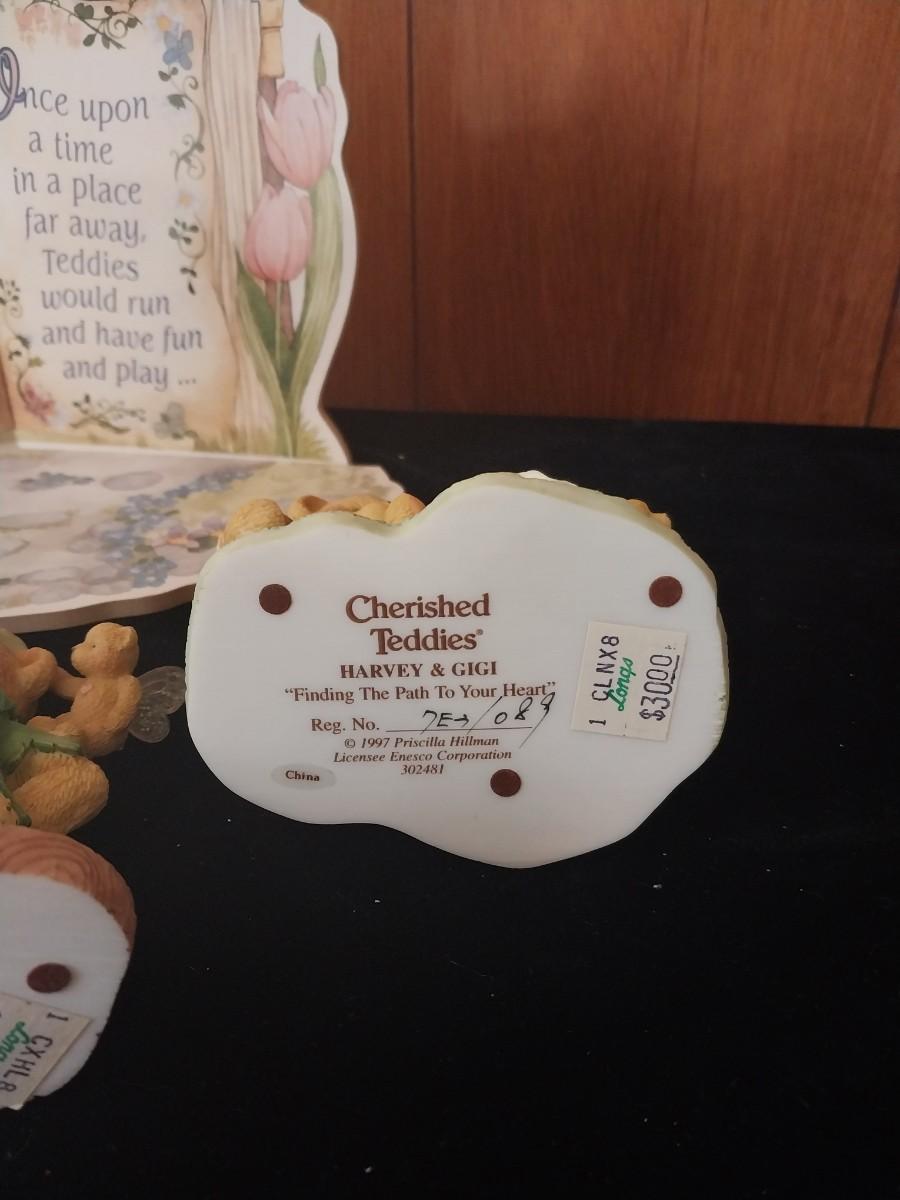 Once upon
a time
in a place
far away,
Teddies
would run
and have fun
and play ...
Cherished
Teddies®
HARVEY & GIGI
"Finding The Path To Your Heart"
Reg. No. 7E→/089
© 1997 Priscilla Hillman
Licensee Enesco Corporation
302481
China
1 CLNX8
Longs
$30.00
1 CXHL8